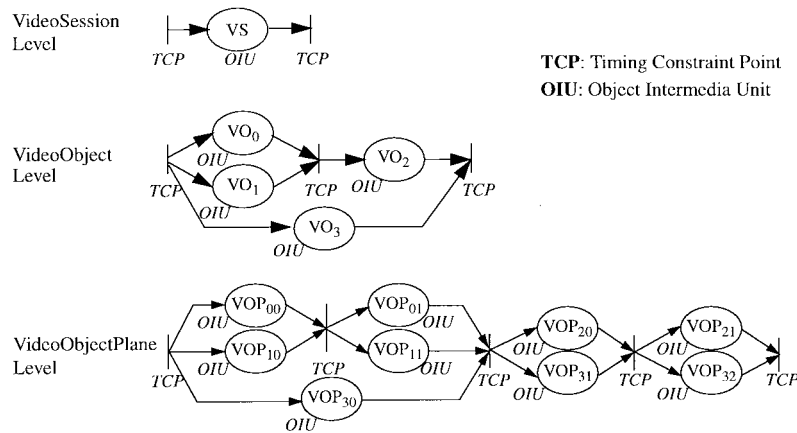 VideoSession
Level
VS
TCP
OIU
TCP
TCP: Timing Constraint Point
OIU: Object Intermedia Unit
VideoObject
Level
VO0
OIU
VO1
OIU
TCP
TCP
VO2
OIU
TCP
VO3
OIU
VideoObjectPlane
Level
VOP00
OIU
VOP01
OIU
VOP10
OIU
VOP11
OIU
TCP
TCP
TCP
VOP30
OIU
VOP20
OIU
VOP21
OIU
VOP31
OIU
VOP32
OIU
TCP
TCP